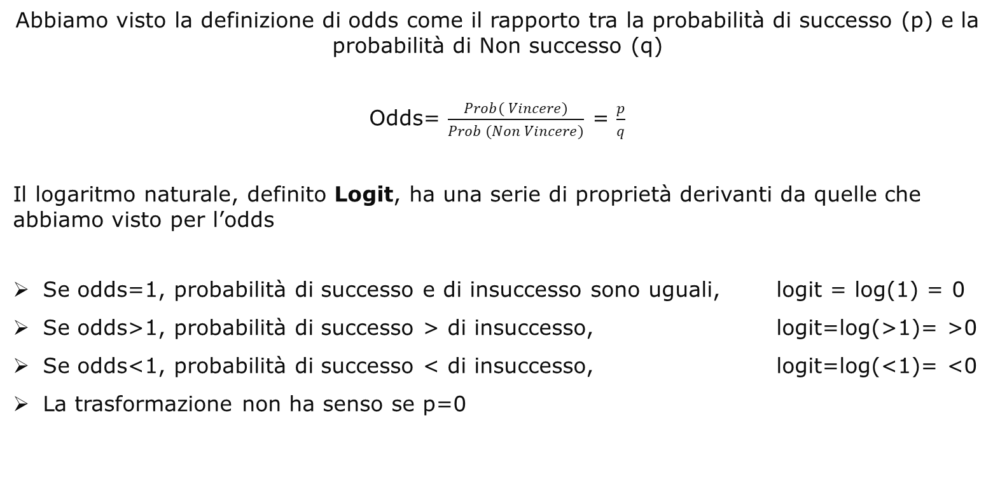 Abbiamo visto la definizione di odds come il rapporto tra la probabilità di successo (p) e la
probabilità di Non successo (q)
Odds= Prob( Vincere) / Prob (Non Vincere) = p / q
Il logaritmo naturale, definito Logit, ha una serie di proprietà derivanti da quelle che
abbiamo visto per l’odds
➢ Se odds=1, probabilità di successo e di insuccesso sono uguali, logit = log(1) = 0
➢ Se odds>1, probabilità di successo > di insuccesso, logit=log(>1)= >0
➢ Se odds<1, probabilità di successo < di insuccesso, logit=log(<1)= <0
➢ La trasformazione non ha senso se p=0